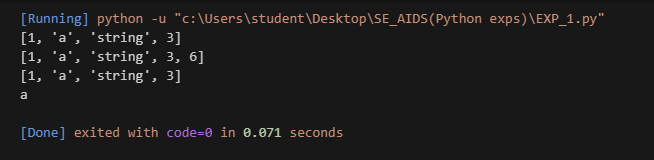 [Running] python -u "c:\Users\student\Desktop\SE_AIDS(Python exps)\EXP_1.py"
[1, 'a', 'string', 3]
[1, 'a', 'string', 3, 6]
[1, 'a', 'string', 3]
a
[Done] exited with code=0 in 0.071 seconds